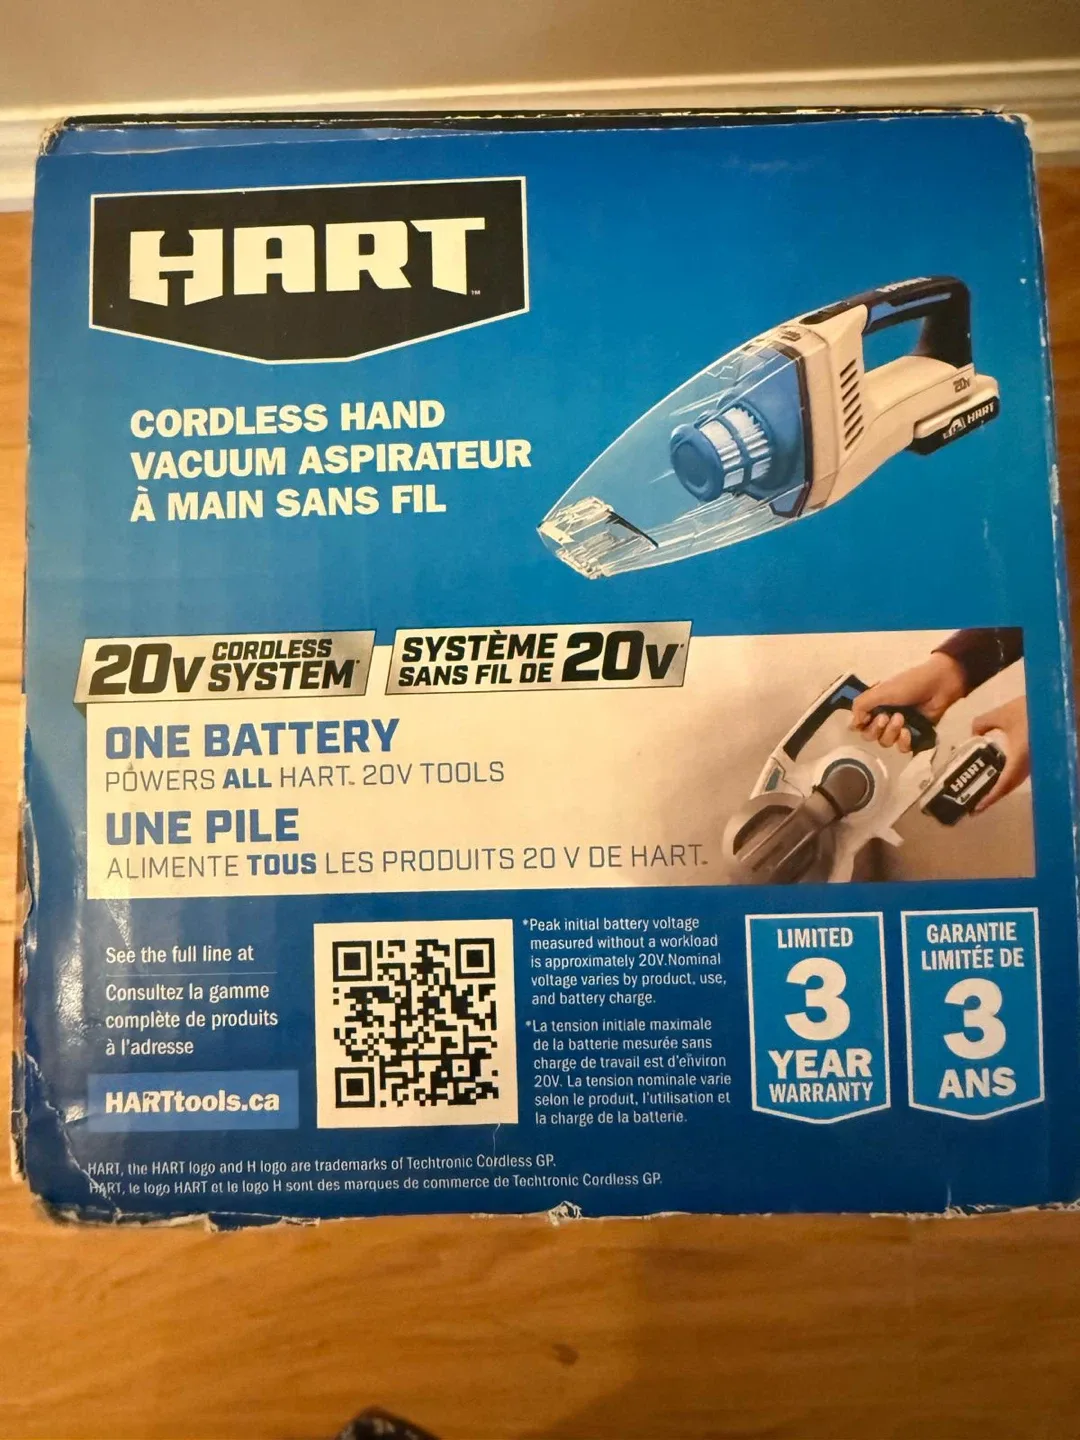 HART™
CORDLESS HAND
VACUUM ASPIRATEUR
À MAIN SANS FIL
20V
HART
20V CORDLESS SYSTEM*
SYSTÈME SANS FIL DE 20V*
ONE BATTERY
POWERS ALL HART™ 20V TOOLS
UNE PILE
ALIMENTE TOUS LES PRODUITS 20 V DE HART™
HART
See the full line at
Consultez la gamme
complète de produits
à l'adresse
HARTtools.ca
*Peak initial battery voltage
measured without a workload
is approximately 20V.Nominal
voltage varies by product, use,
and battery charge.
*La tension initiale maximale
de la batterie mesurée sans
charge de travail est d'environ
20V. La tension nominale varie
selon le produit, l'utilisation et
la charge de la batterie.
LIMITED
3
YEAR
WARRANTY
GARANTIE
LIMITÉE DE
3
ANS
HART, the HART logo and H logo are trademarks of Techtronic Cordless GP.
HART, le logo HART et le logo H sont des marques de commerce de Techtronic Cordless GP.